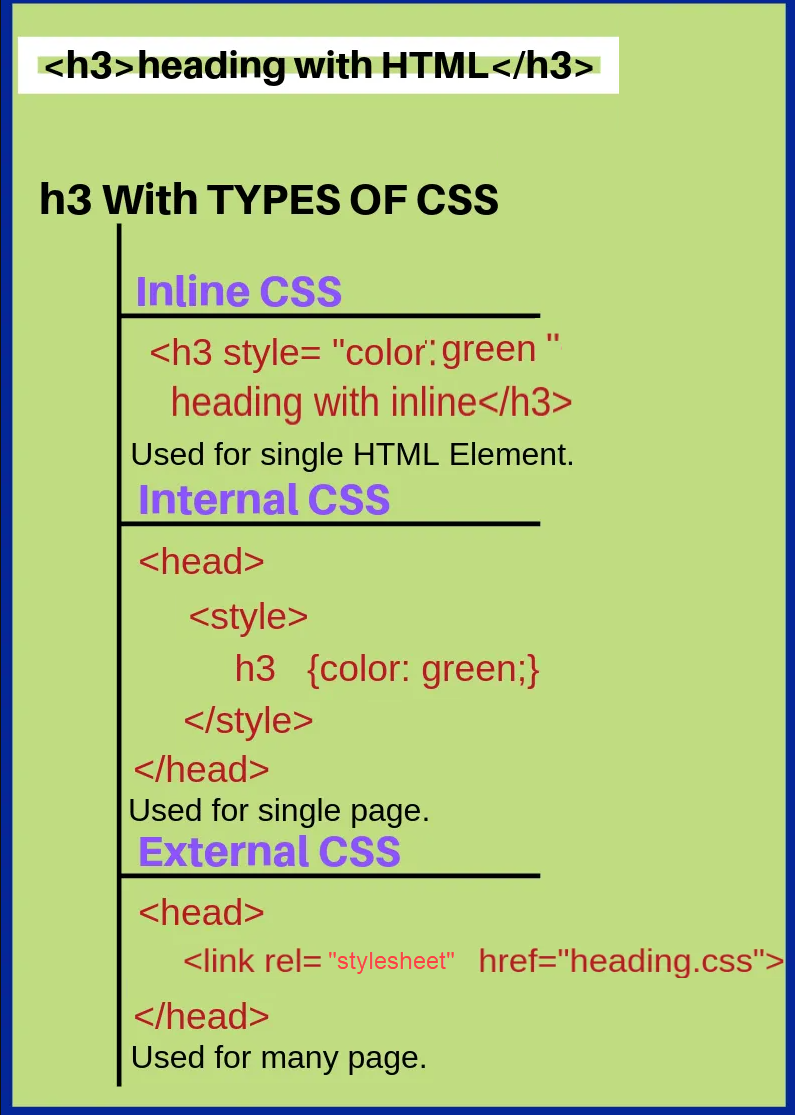 <h3>heading with HTML</h3>
h3 With TYPES OF CSS
Inline CSS
<h3 style= "color: green "
heading with inline</h3>
Used for single HTML Element.
Internal CSS
<head>
<style>
h3 {color: green;}
</style>
</head>
Used for single page.
External CSS
<head>
<link rel= "stylesheet" href="heading.css">
</head>
Used for many page.